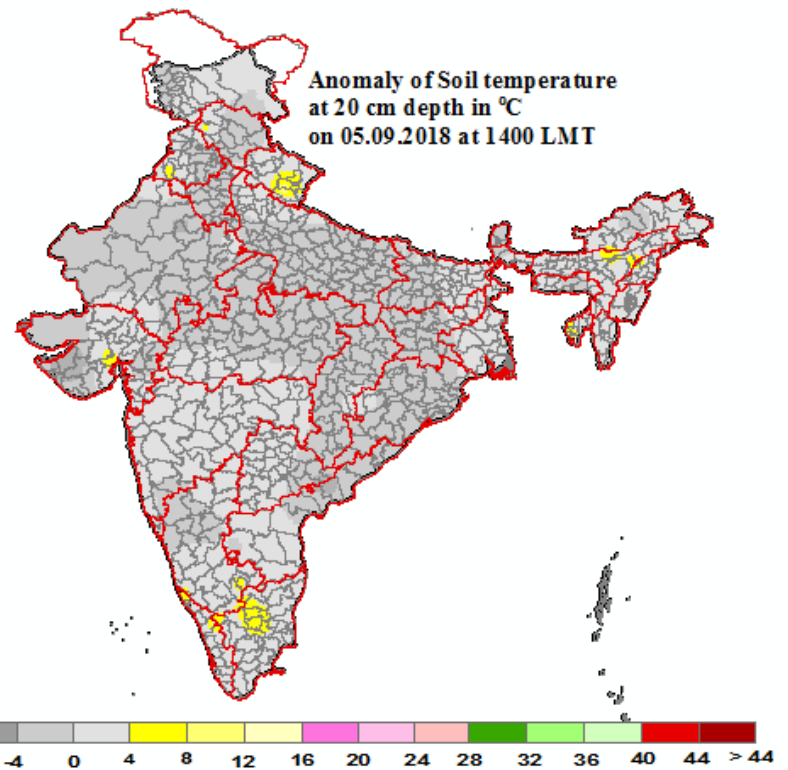 Anomaly of Soil temperature
at 20 cm depth in °C
on 05.09.2018 at 1400 LMT
-4 0 4 8 12 16 20 24 28 32 36 40 44 > 44